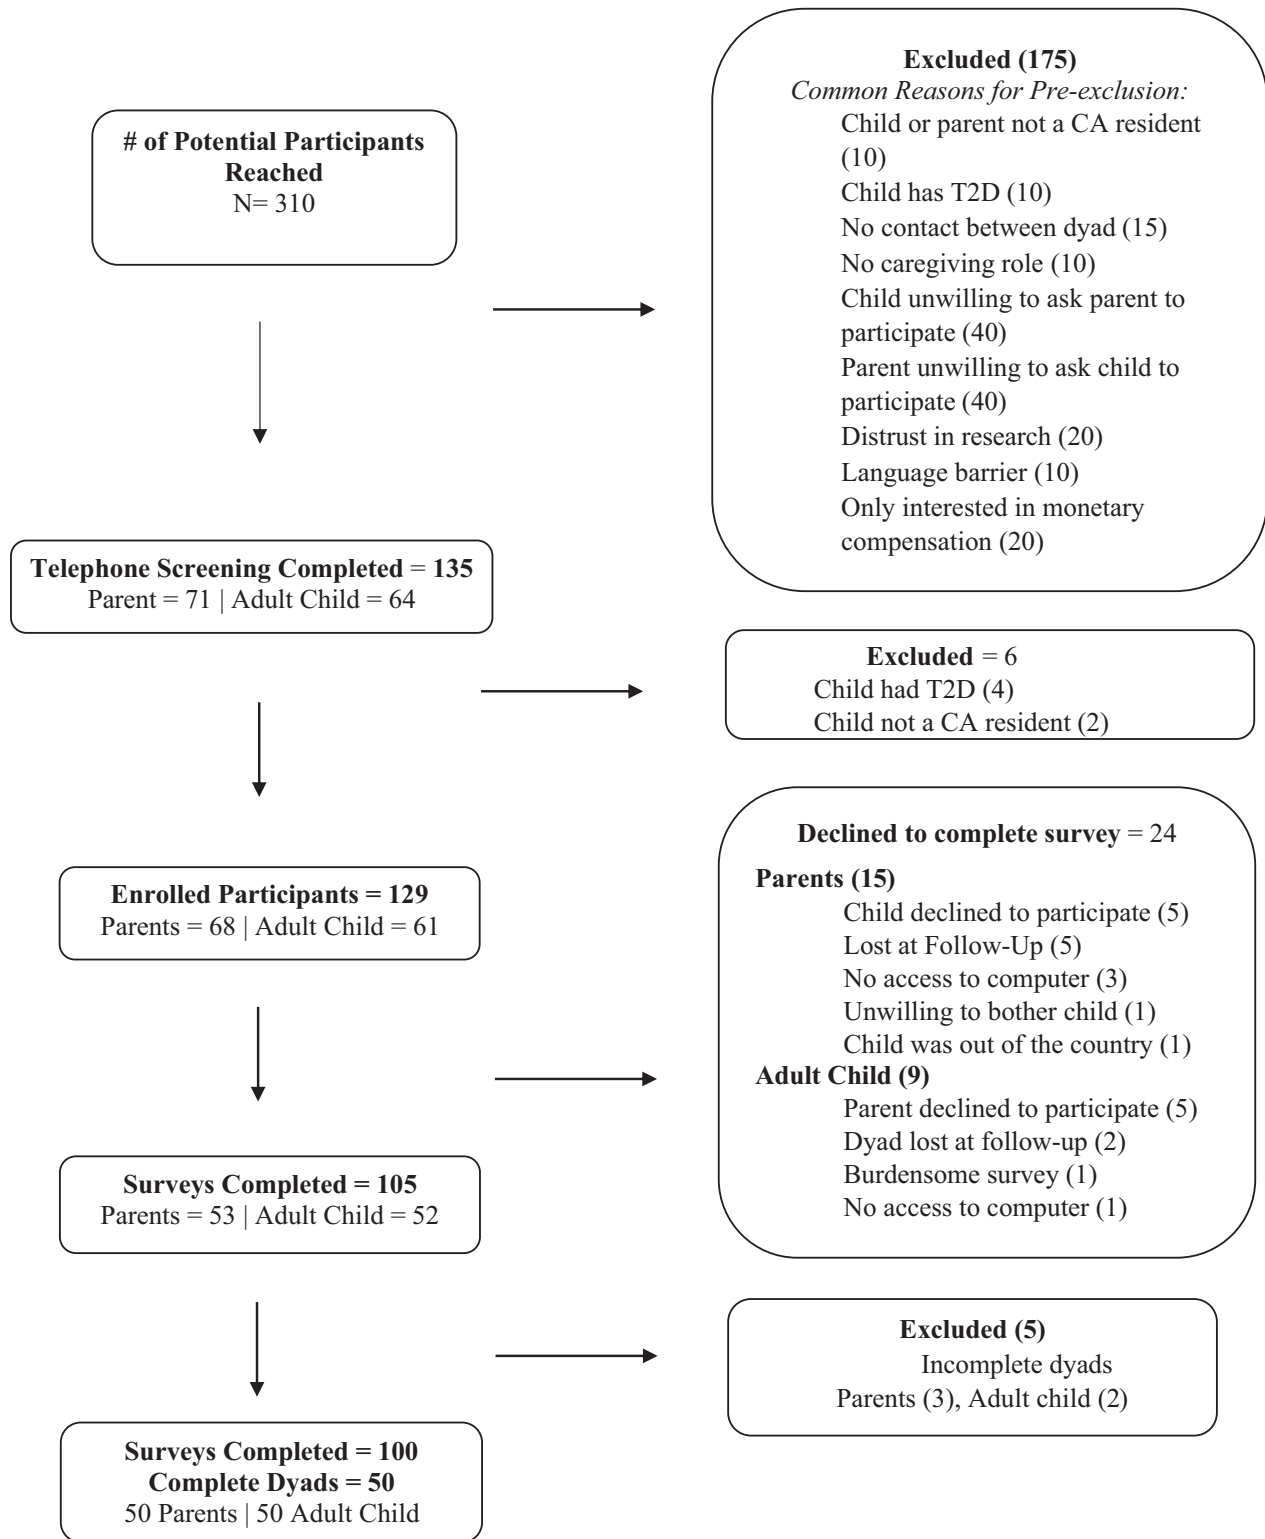 # of Potential Participants
Reached
N= 310
Excluded (175)
Common Reasons for Pre-exclusion:
Child or parent not a CA resident
(10)
Child has T2D (10)
No contact between dyad (15)
No caregiving role (10)
Child unwilling to ask parent to
participate (40)
Parent unwilling to ask child to
participate (40)
Distrust in research (20)
Language barrier (10)
Only interested in monetary
compensation (20)
Telephone Screening Completed = 135
Parent = 71 | Adult Child = 64
Excluded = 6
Child had T2D (4)
Child not a CA resident (2)
Enrolled Participants = 129
Parents = 68 | Adult Child = 61
Declined to complete survey = 24
Parents (15)
Child declined to participate (5)
Lost at Follow-Up (5)
No access to computer (3)
Unwilling to bother child (1)
Child was out of the country (1)
Adult Child (9)
Parent declined to participate (5)
Dyad lost at follow-up (2)
Burdensome survey (1)
No access to computer (1)
Surveys Completed = 105
Parents = 53 | Adult Child = 52
Excluded (5)
Incomplete dyads
Parents (3), Adult child (2)
Surveys Completed = 100
Complete Dyads = 50
50 Parents | 50 Adult Child